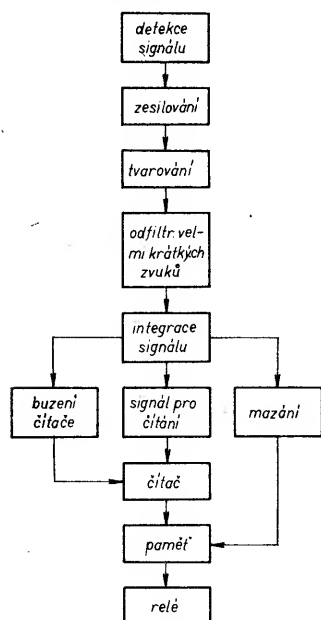 detekce
signálu
zesilování
tvarování
odfiltr. vel-
mi krátkých
zvuků
integrace
signálu
buzení
čítače
signál pro
čítání
mazání
čítač
paměť
relé